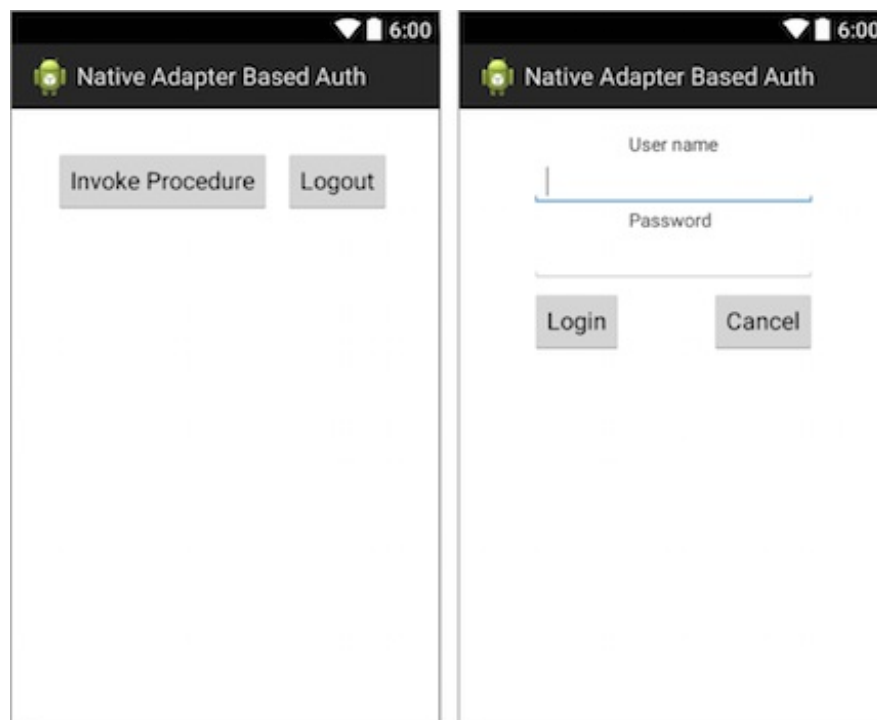 6:00
Native Adapter Based Auth
Invoke Procedure Logout
6:00
Native Adapter Based Auth
User name
Password
Login Cancel